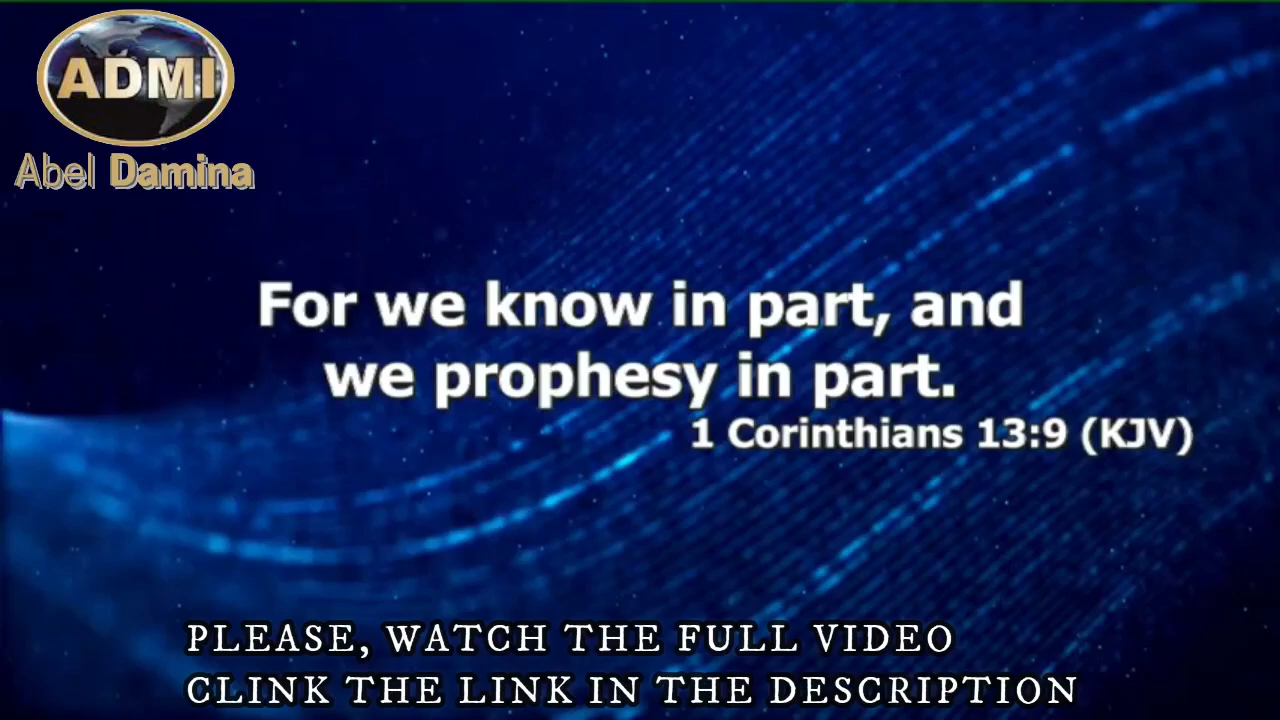 ADMI
Abel Damina
For we know in part, and
we prophesy in part.
1 Corinthians 13:9 (KJV)
PLEASE, WATCH THE FULL VIDEO
CLINK THE LINK IN THE DESCRIPTION